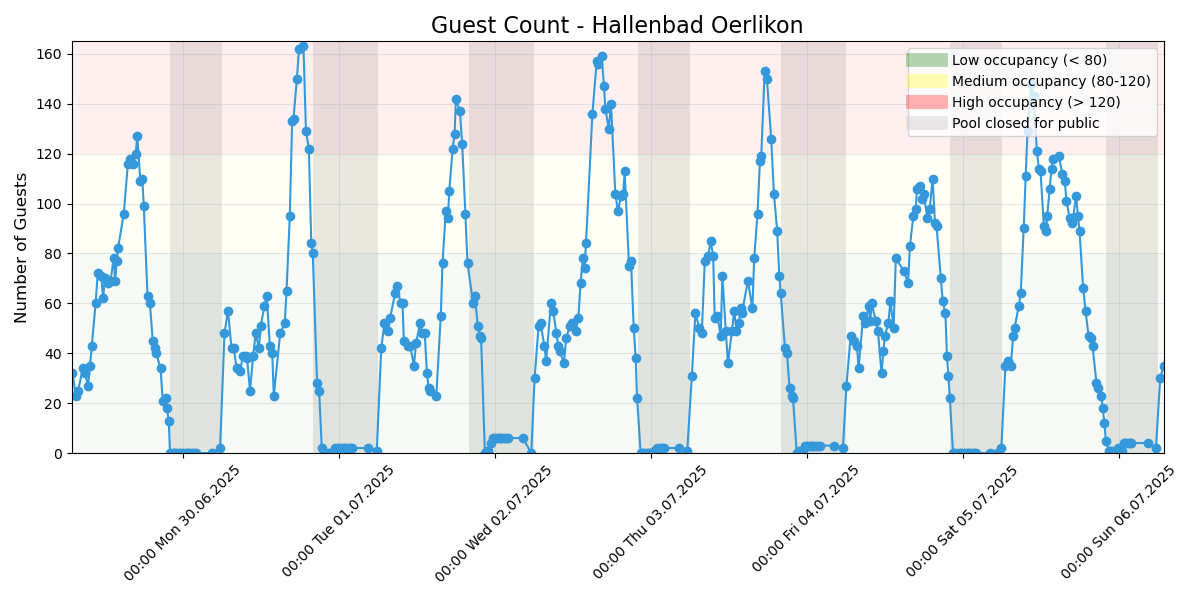 Guest Count - Hallenbad Oerlikon
Number of Guests
160
140
120
100
80
60
40
20
0
Low occupancy (< 80)
Medium occupancy (80-120)
High occupancy (> 120)
Pool closed for public
00:00 Mon 30.06.2025
00:00 Tue 01.07.2025
00:00 Wed 02.07.2025
00:00 Thu 03.07.2025
00:00 Fri 04.07.2025
00:00 Sat 05.07.2025
00:00 Sun 06.07.2025